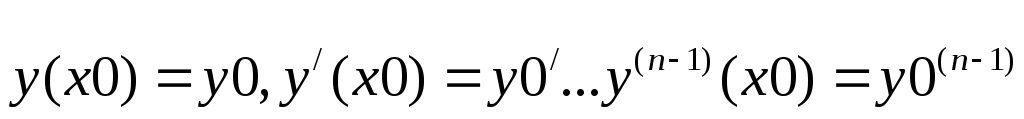 y(x0) = y0, y^/(x0) = y0^/...y^(n-1)(x0) = y0^(n-1)